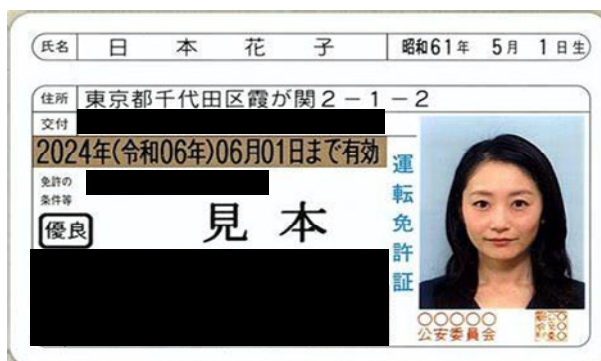 氏名 日本花子 昭和61年 5月 1日生
住所 東京都千代田区霞が関2-1-2
交付
2024年(令和06年)06月01日まで有効
免許の
条件等
優良
見本
運転免許証
○○○○○
公安委員会